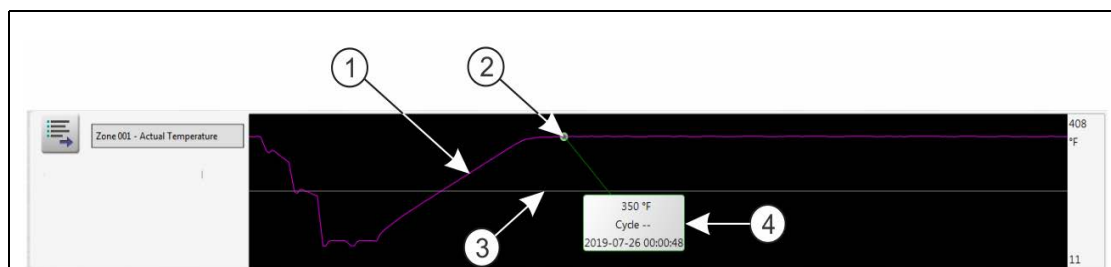 1
2
Zone 001 - Actual Temperature
408
°F
350 °F
Cycle --
2019-07-26 00:00:48
3
4
11